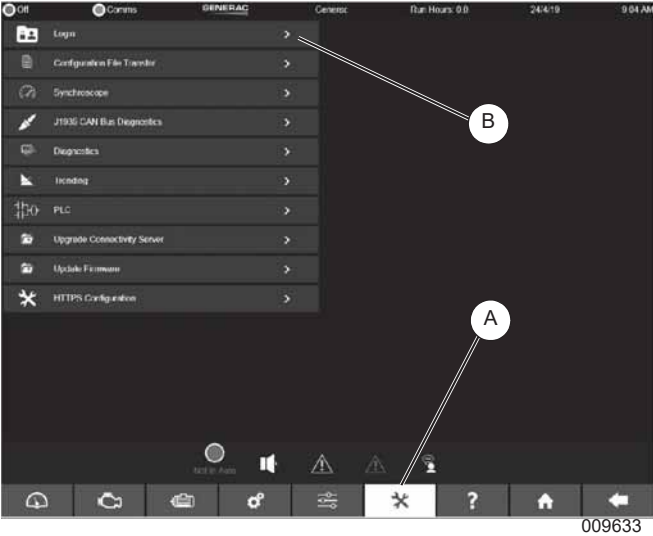 Off Comms GENERAC Generac Run Hours: 0.0 24/4/19 9:04 AM
Login
Configuration File Transfer
Synchroscope
B
J1939 CAN Bus Diagnostics
Diagnostics
Trending
PLC
Upgrade Connectivity Server
Update Firmware
HTTPS Configuration
A
Not in Auto
?
009633